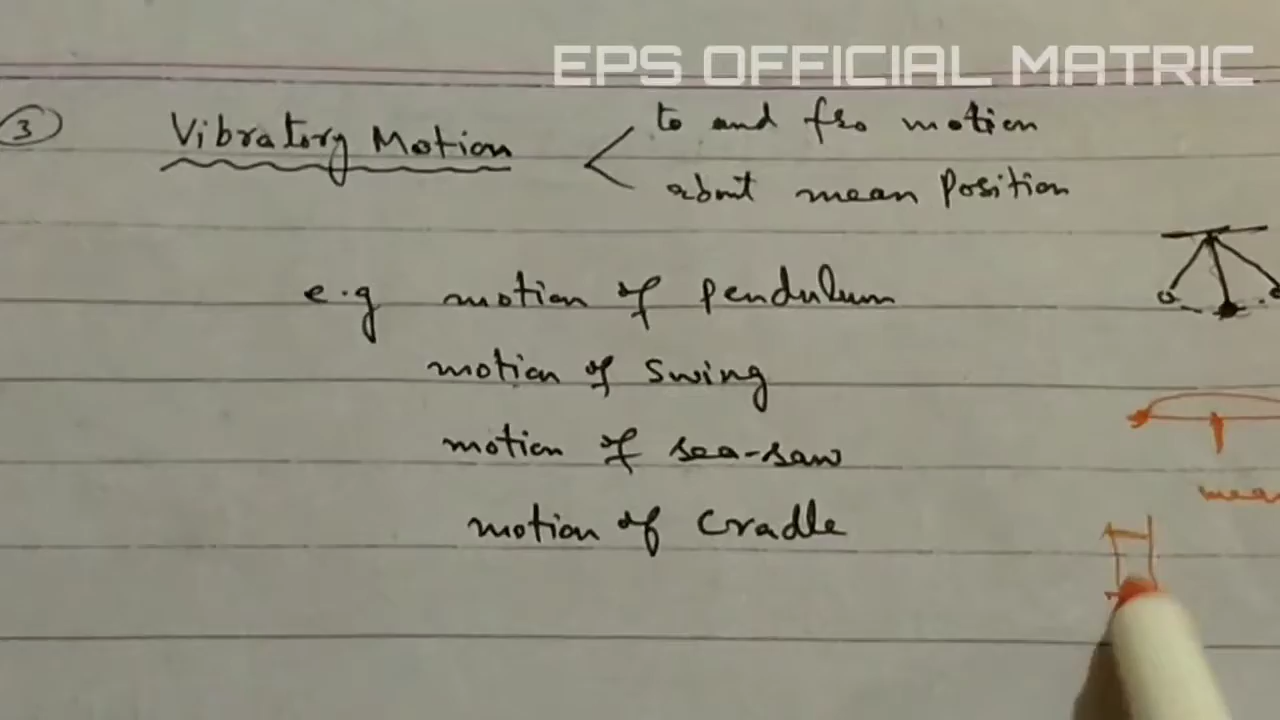 EPS OFFICIAL MATRIC
3 Vibratory Motion
to and fro motion
about mean Position
e.g motion of pendulum
motion of swing
motion of sea-saw
motion of cradle